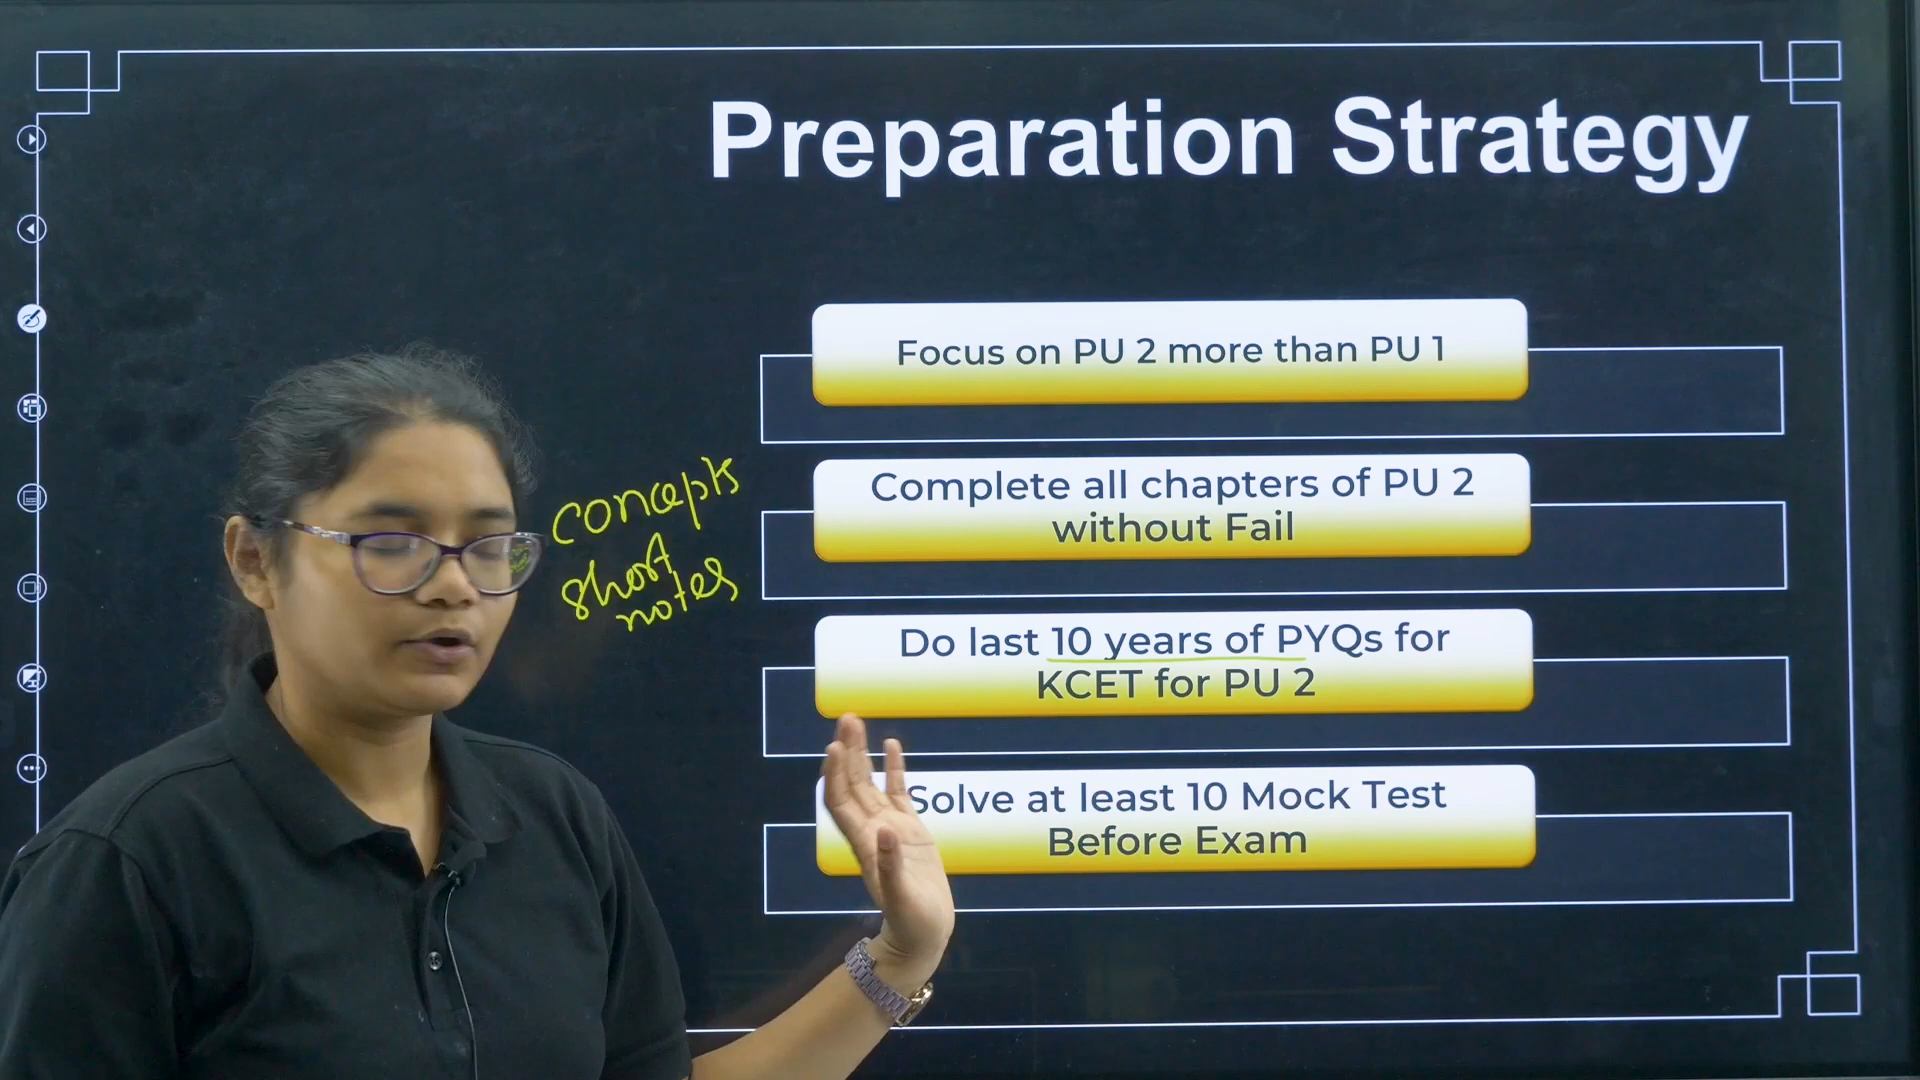 Preparation Strategy
Focus on PU 2 more than PU 1
concepts
short
notes
Complete all chapters of PU 2
without Fail
Do last 10 years of PYQs for
KCET for PU 2
Solve at least 10 Mock Test
Before Exam